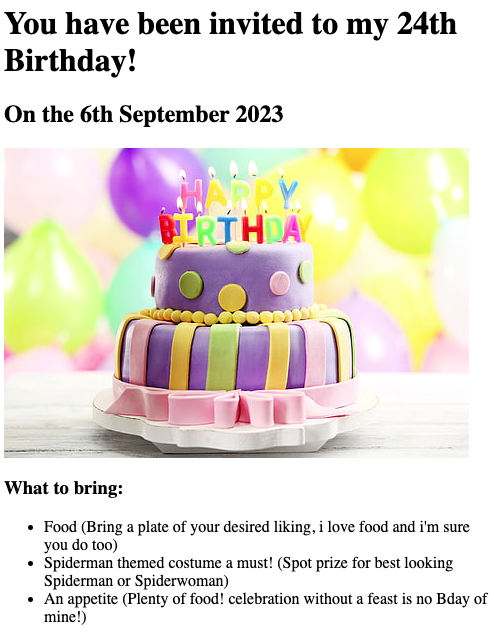 You have been invited to my 24th
Birthday!
On the 6th September 2023
HAPPY
BIRTHDAY
What to bring:
• Food (Bring a plate of your desired liking, i love food and i'm sure
you do too)
• Spiderman themed costume a must! (Spot prize for best looking
Spiderman or Spiderwoman)
• An appetite (Plenty of food! celebration without a feast is no Bday of
mine!)